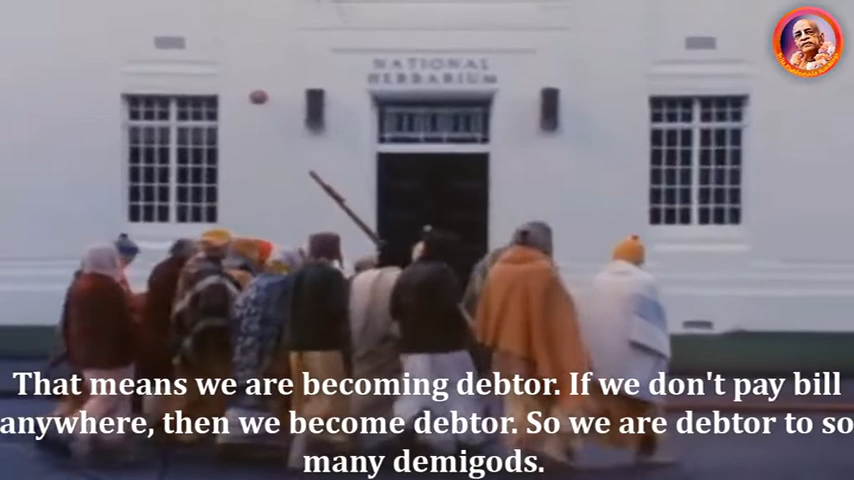 NATIONAL
HERBARIUM
That means we are becoming debtor. If we don't pay bill
anywhere, then we become debtor. So we are debtor to so
many demigods.